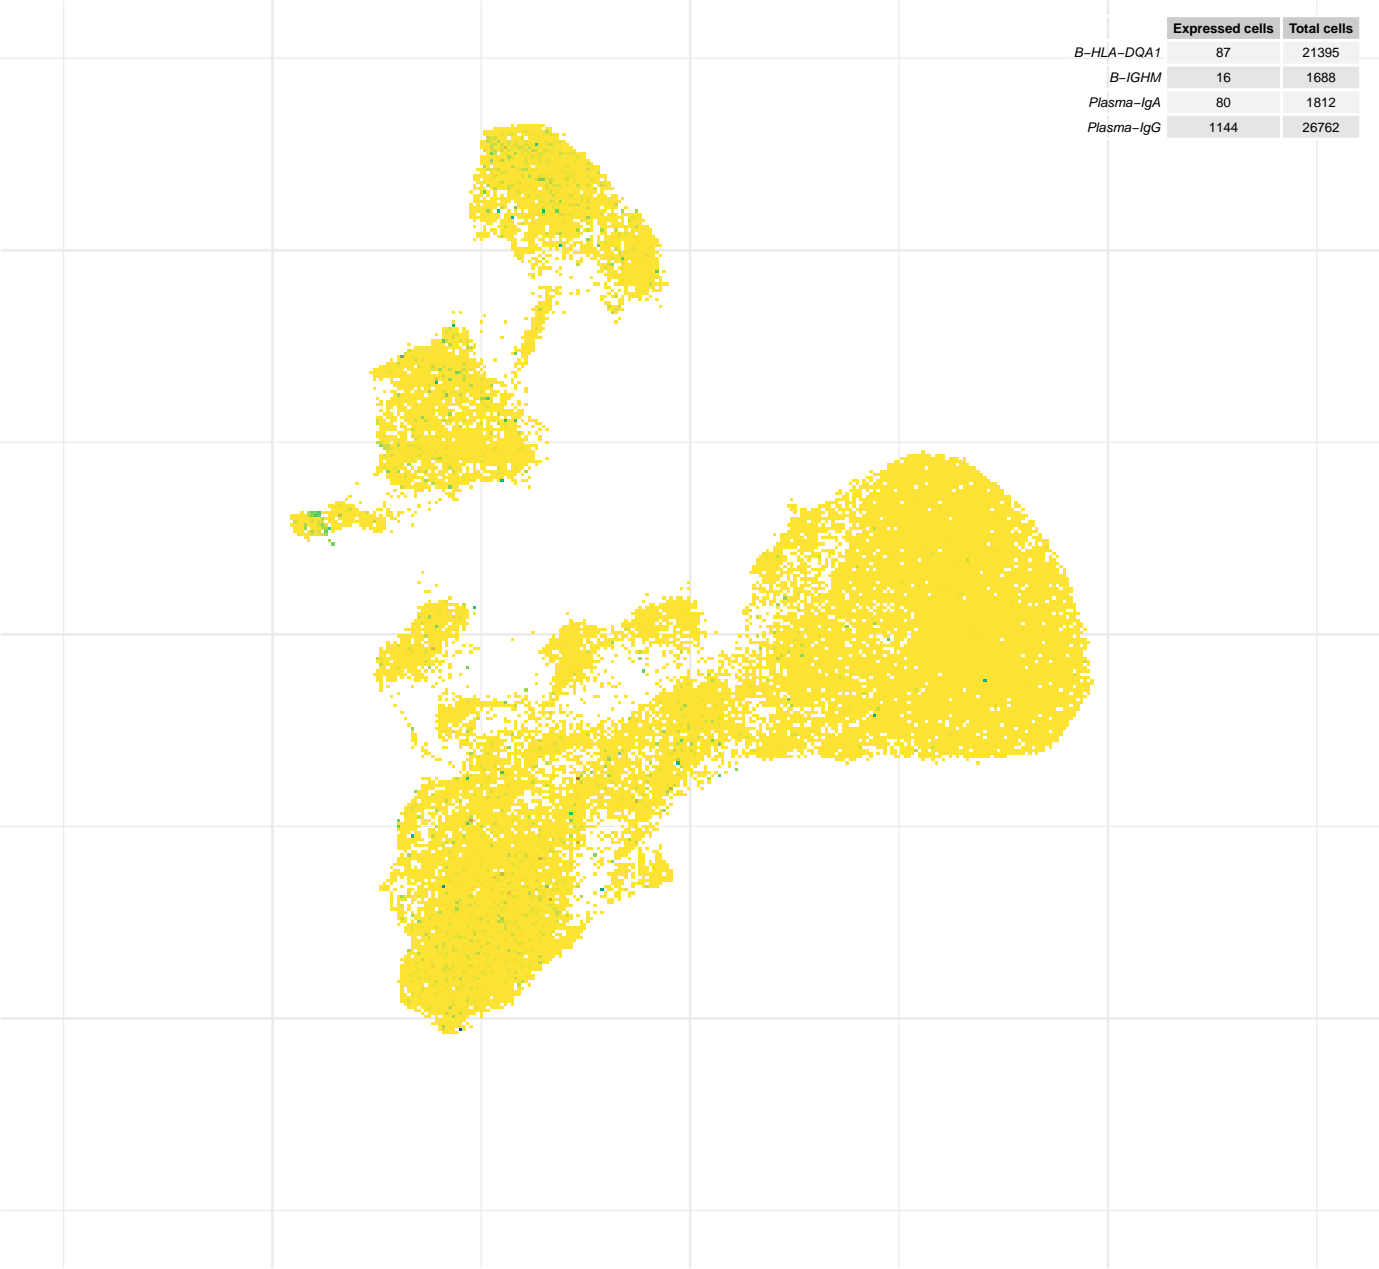 Expressed cells Total cells
B−HLA−DQA1 87 21395
B−IGHM 16 1688
Plasma−IgA 80 1812
Plasma−IgG 1144 26762